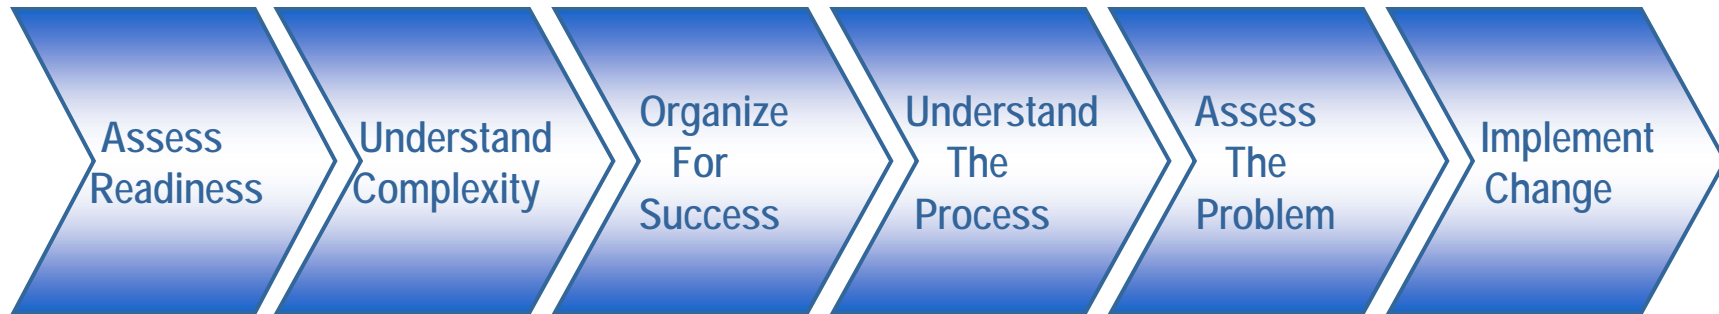 Assess
Readiness
Understand
Complexity
Organize
For
Success
Understand
The
Process
Assess
The
Problem
Implement
Change